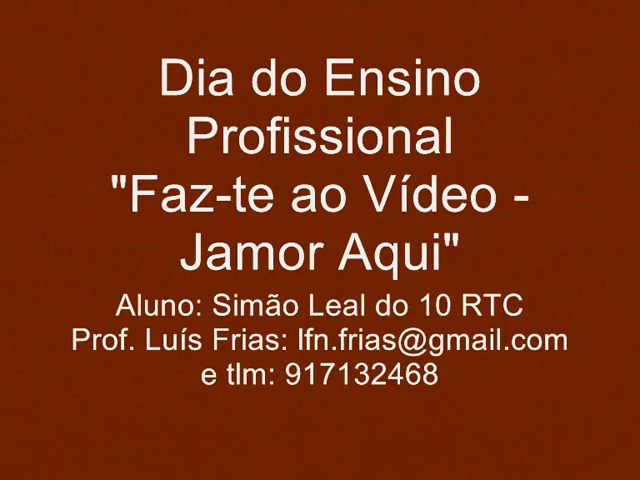 Dia do Ensino
Profissional
"Faz-te ao Vídeo -
Jamor Aqui"
Aluno: Simão Leal do 10 RTC
Prof. Luís Frias: lfn.frias@gmail.com
e tlm: 917132468